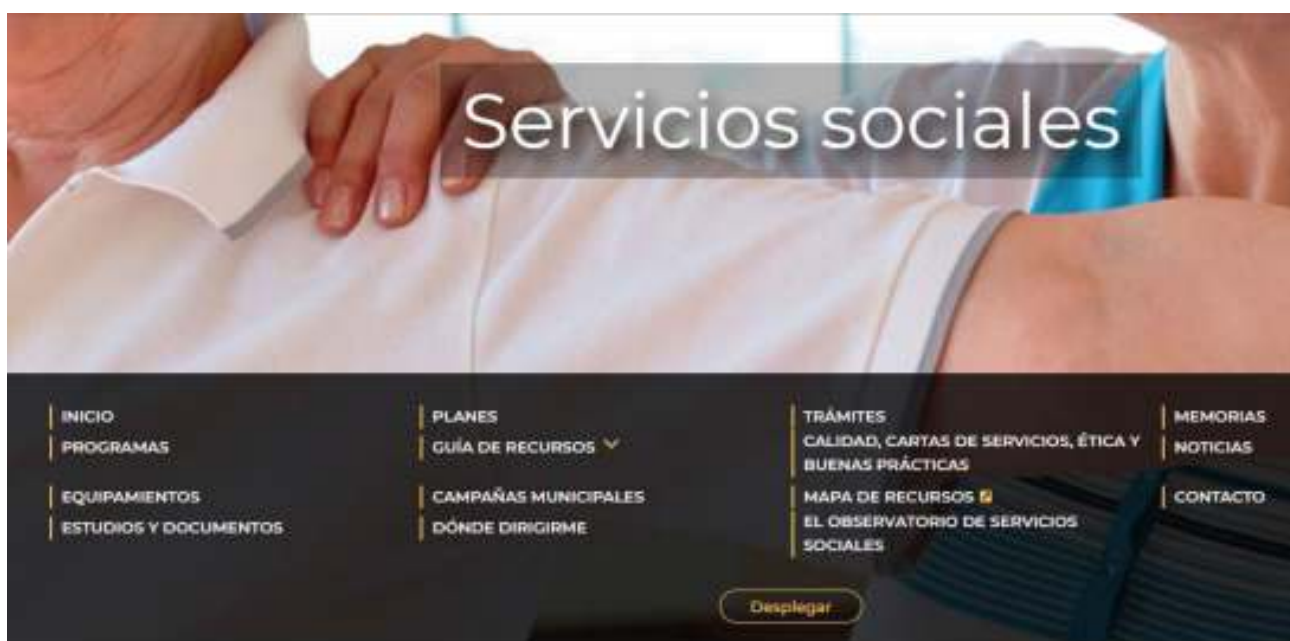 Servicios sociales
INICIO
PROGRAMAS
EQUIPAMIENTOS
ESTUDIOS Y DOCUMENTOS
PLANES
GUÍA DE RECURSOS
CAMPAÑAS MUNICIPALES
DÓNDE DIRIGIRME
TRÁMITES
CALIDAD, CARTAS DE SERVICIOS, ÉTICA Y
BUENAS PRÁCTICAS
MAPA DE RECURSOS
EL OBSERVATORIO DE SERVICIOS
SOCIALES
MEMORIAS
NOTICIAS
CONTACTO
Desplegar